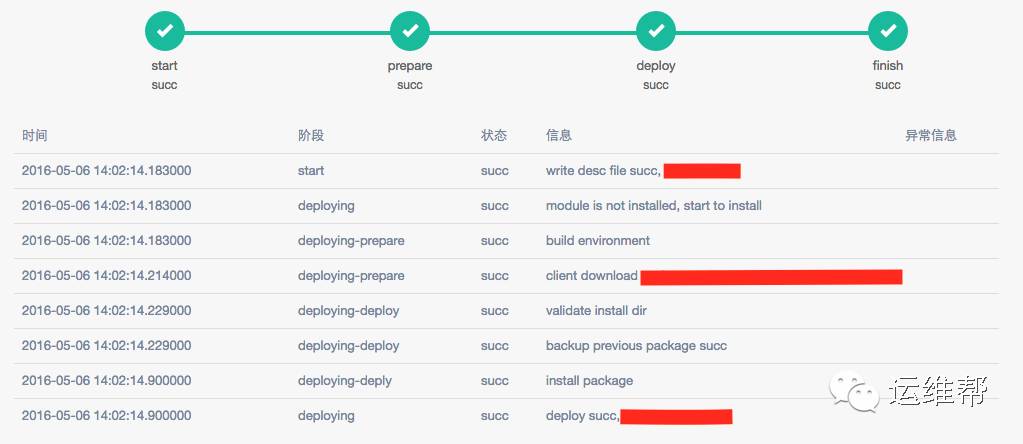 start prepare deploy finish
succ succ succ succ
时间 阶段 状态 信息 异常信息
2016-05-06 14:02:14.183000 start succ write desc file succ,
2016-05-06 14:02:14.183000 deploying succ module is not installed, start to install
2016-05-06 14:02:14.183000 deploying-prepare succ build environment
2016-05-06 14:02:14.214000 deploying-prepare succ client download
2016-05-06 14:02:14.229000 deploying-deploy succ validate install dir
2016-05-06 14:02:14.229000 deploying-deploy succ backup previous package succ
2016-05-06 14:02:14.900000 deploying-deply succ install package
2016-05-06 14:02:14.900000 deploying succ deploy succ,
运维帮